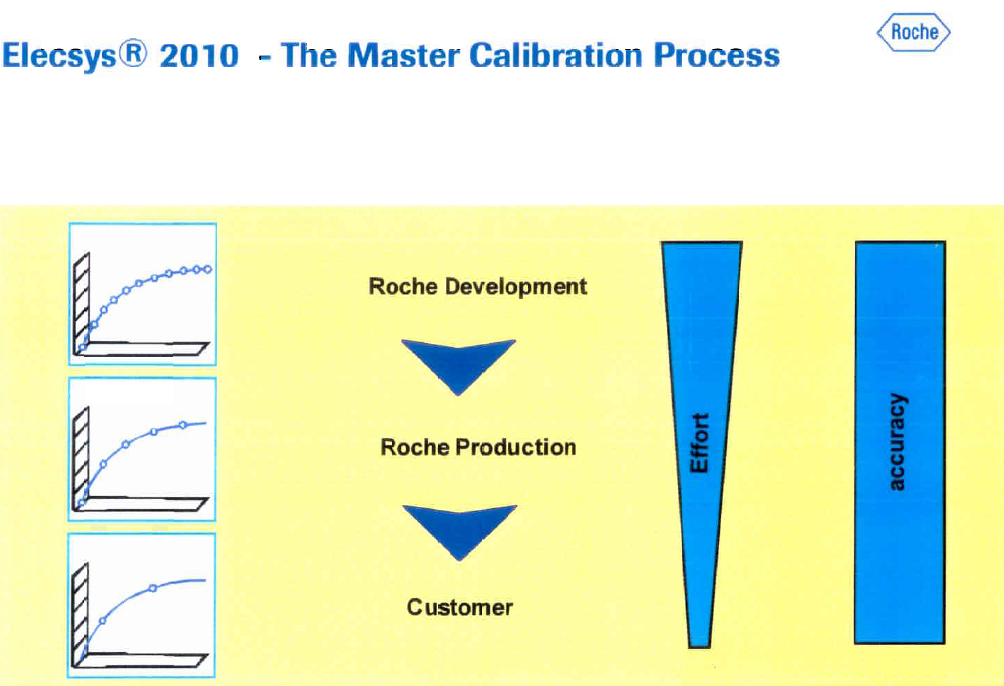 Elecsys® 2010 - The Master Calibration Process
Roche
Roche Development
Roche Production
Customer
Effort
accuracy